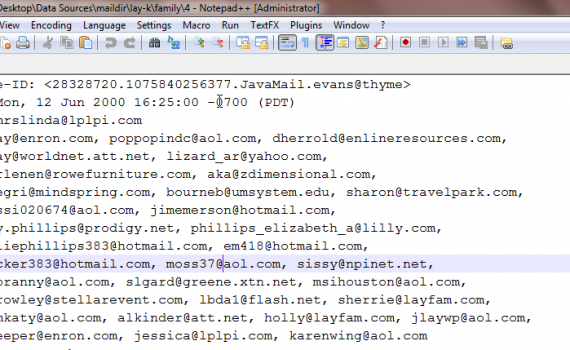 Desktop\Data Sources\maildir\lay-k\family\4 - Notepad++ [Administrator]
View Encoding Language Settings Macro Run TextFX Plugins Window ?
e-ID: <28328720.1075840256377.JavaMail.evans@thyme>
Mon, 12 Jun 2000 16:25:00 -0700 (PDT)
mrslinda@lplpi.com
ay@enron.com, poppopindc@aol.com, dherrold@enlineresources.com,
ay@worldnet.att.net, lizard_ar@yahoo.com,
rlenen@rowefurniture.com, aka@zdimensional.com,
egri@mindspring.com, bourneb@umsystem.edu, sharon@travelpark.com,
ssi020674@aol.com, jimemerson@hotmail.com,
y.phillips@prodigy.net, phillips_elizabeth_a@lilly.com,
liephillips383@hotmail.com, em418@hotmail.com,
cker383@hotmail.com, moss37@aol.com, sissy@npinet.net,
oranny@aol.com, slgard@greene.xtn.net, msihouston@aol.com,
rowley@stellarevent.com, lbda1@flash.net, sherrie@layfam.com,
nkaty@aol.com, alkinder@att.net, holly@layfam.com, jlaywp@aol.com,
eeper@enron.com, jessica@lplpi.com, karenwing@aol.com